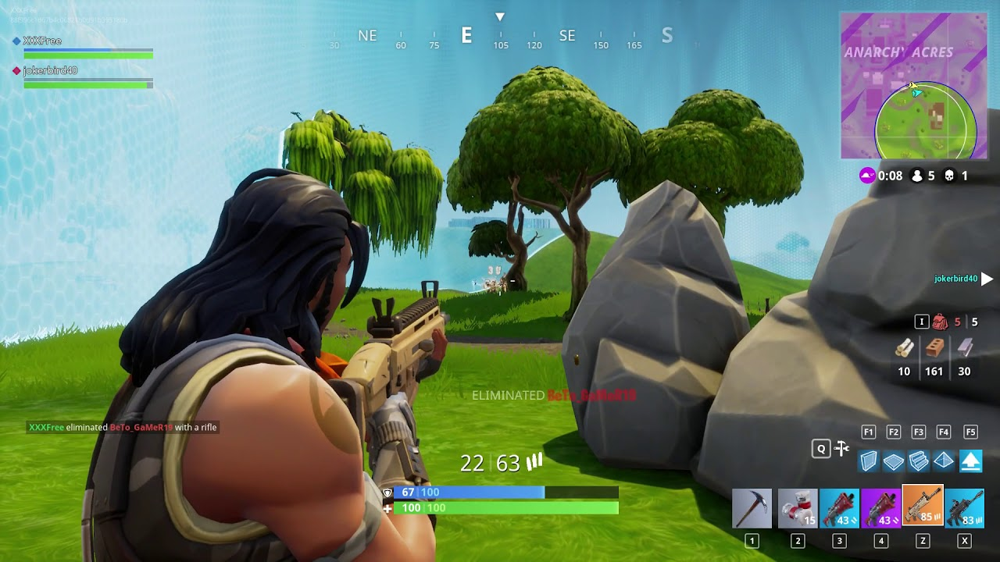 XXXFree
jokerbird40
NE E SE S
30 60 75 105 120 150 165
ANARCHY ACRES
0:08 5 1
jokerbird40
I 5 5
10 161 30
ELIMINATED BeTo_GaMeR19
XXXFree eliminated BeTo_GaMeR19 with a rifle
F1 F2 F3 F4 F5
Q
22 63
67 100
100 100
15 43 43 85 83
1 2 3 4 Z X